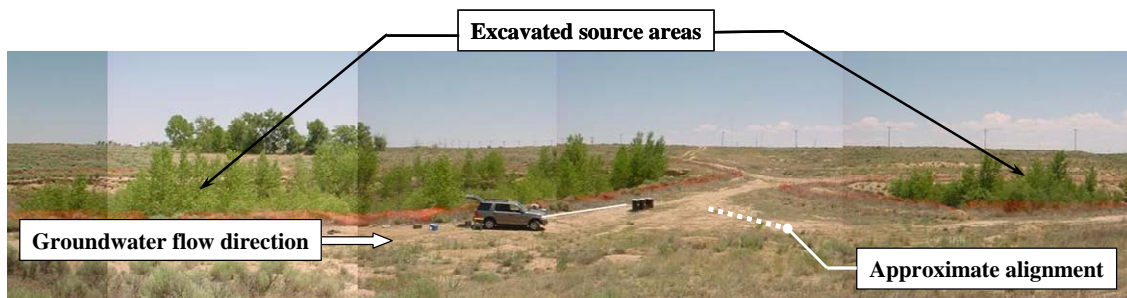 Excavated source areas
Groundwater flow direction
Approximate alignment